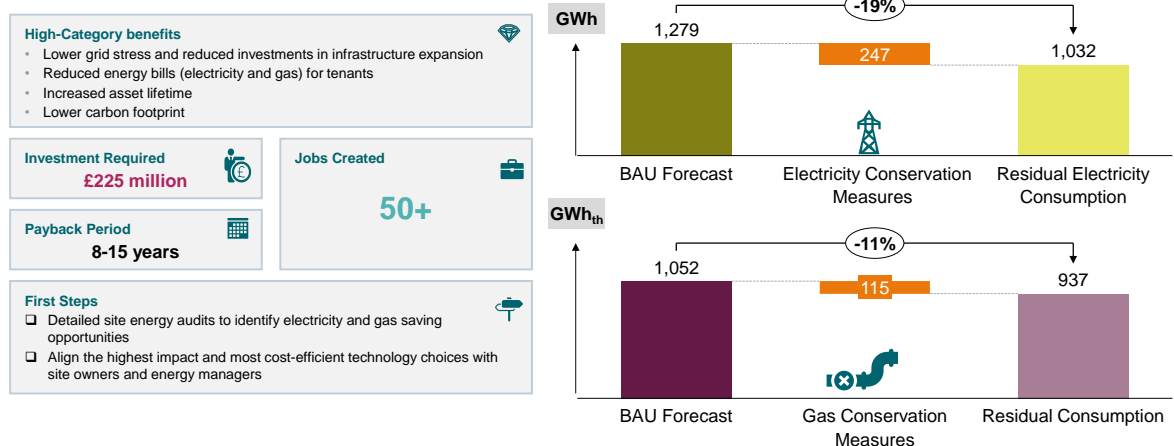 High-Category benefits
• Lower grid stress and reduced investments in infrastructure expansion
• Reduced energy bills (electricity and gas) for tenants
• Increased asset lifetime
• Lower carbon footprint
Investment Required
£225 million
Jobs Created
50+
Payback Period
8-15 years
First Steps
❑ Detailed site energy audits to identify electricity and gas saving
opportunities
❑ Align the highest impact and most cost-efficient technology choices with
site owners and energy managers
GWh
-19%
1,279
247
1,032
BAU Forecast
Electricity Conservation
Measures
Residual Electricity
Consumption
GWhth
-11%
1,052
115
937
BAU Forecast
Gas Conservation
Measures
Residual Consumption